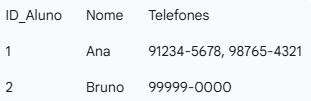 ID_Aluno Nome Telefones
1 Ana 91234-5678, 98765-4321
2 Bruno 99999-0000